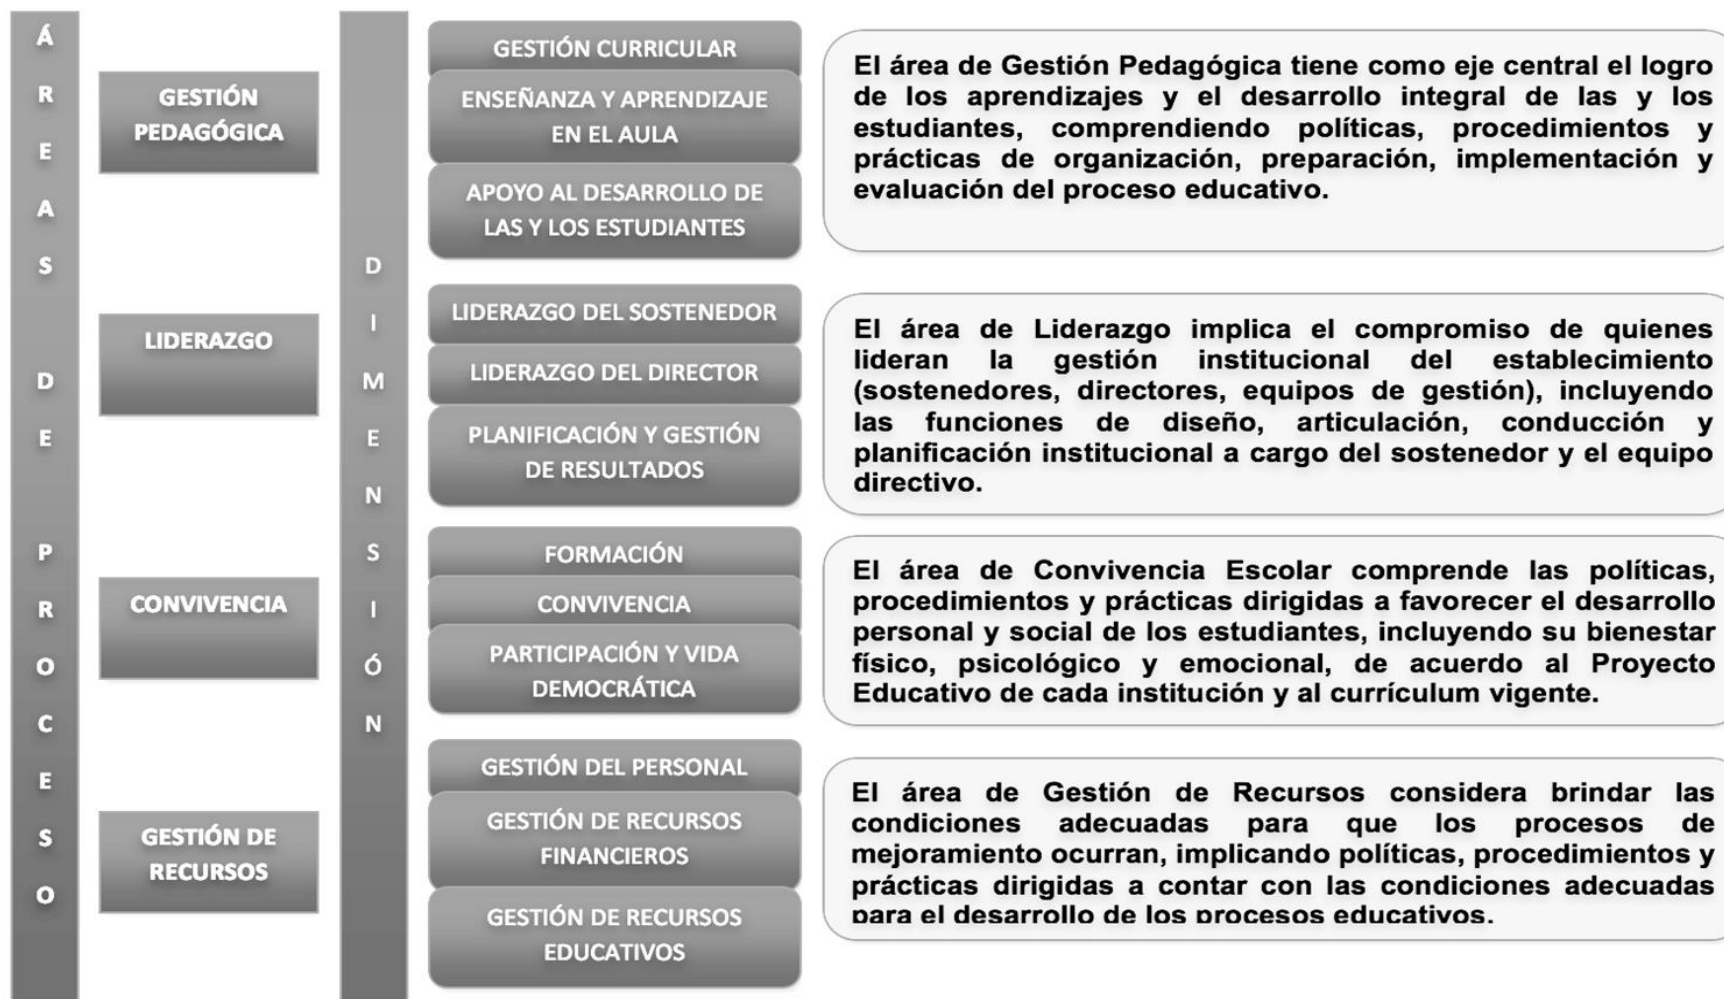 ÁREAS DE PROCESO
DIMENSIÓN
GESTIÓN
PEDAGÓGICA
GESTIÓN CURRICULAR
ENSEÑANZA Y APRENDIZAJE
EN EL AULA
APOYO AL DESARROLLO DE
LAS Y LOS ESTUDIANTES
El área de Gestión Pedagógica tiene como eje central el logro
de los aprendizajes y el desarrollo integral de las y los
estudiantes, comprendiendo políticas, procedimientos y
prácticas de organización, preparación, implementación y
evaluación del proceso educativo.
LIDERAZGO
LIDERAZGO DEL SOSTENEDOR
LIDERAZGO DEL DIRECTOR
PLANIFICACIÓN Y GESTIÓN
DE RESULTADOS
El área de Liderazgo implica el compromiso de quienes
lideran la gestión institucional del establecimiento
(sostenedores, directores, equipos de gestión), incluyendo
las funciones de diseño, articulación, conducción y
planificación institucional a cargo del sostenedor y el equipo
directivo.
CONVIVENCIA
FORMACIÓN
CONVIVENCIA
PARTICIPACIÓN Y VIDA
DEMOCRÁTICA
El área de Convivencia Escolar comprende las políticas,
procedimientos y prácticas dirigidas a favorecer el desarrollo
personal y social de los estudiantes, incluyendo su bienestar
físico, psicológico y emocional, de acuerdo al Proyecto
Educativo de cada institución y al currículum vigente.
GESTIÓN DE
RECURSOS
GESTIÓN DEL PERSONAL
GESTIÓN DE RECURSOS
FINANCIEROS
GESTIÓN DE RECURSOS
EDUCATIVOS
El área de Gestión de Recursos considera brindar las
condiciones adecuadas para que los procesos de
mejoramiento ocurran, implicando políticas, procedimientos y
prácticas dirigidas a contar con las condiciones adecuadas
para el desarrollo de los procesos educativos.